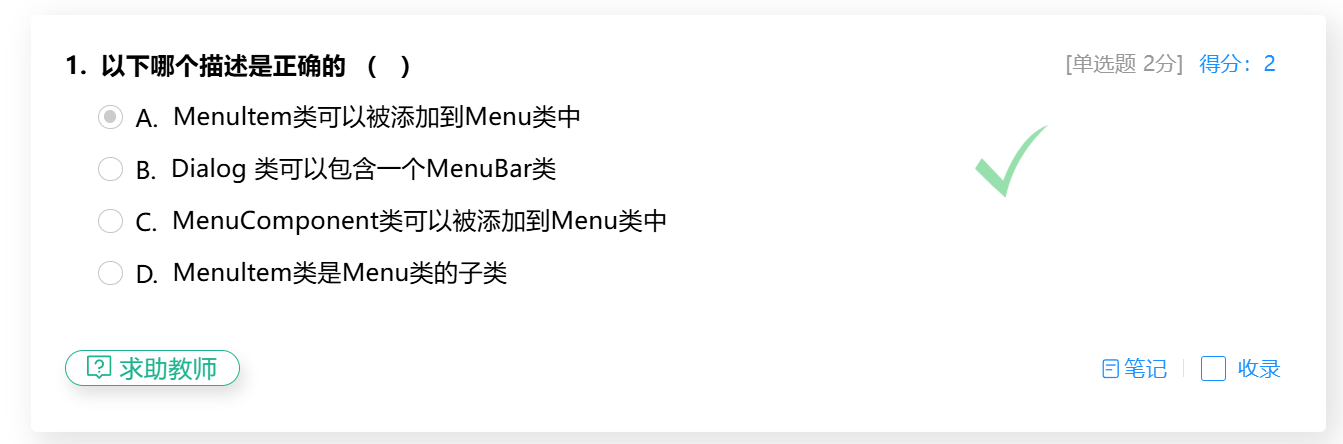 1. 以下哪个描述是正确的 ( ) [单选题 2分] 得分：2
A. MenuItem类可以被添加到Menu类中
B. Dialog 类可以包含一个MenuBar类
C. MenuComponent类可以被添加到Menu类中
D. MenuItem类是Menu类的子类
求助教师 笔记 收录